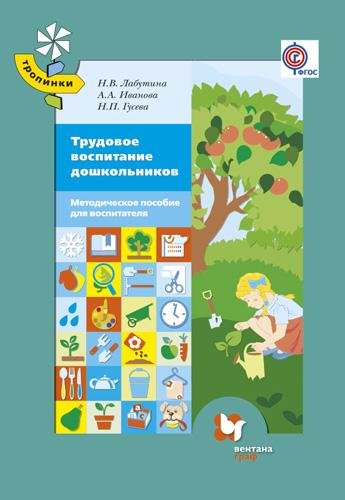 тропинки
Н.В. Лабутина
А.А. Иванова
Н.П. Гусева
ФГОС
Трудовое
воспитание
дошкольников
Методическое пособие
для воспитателя
вентана
граф